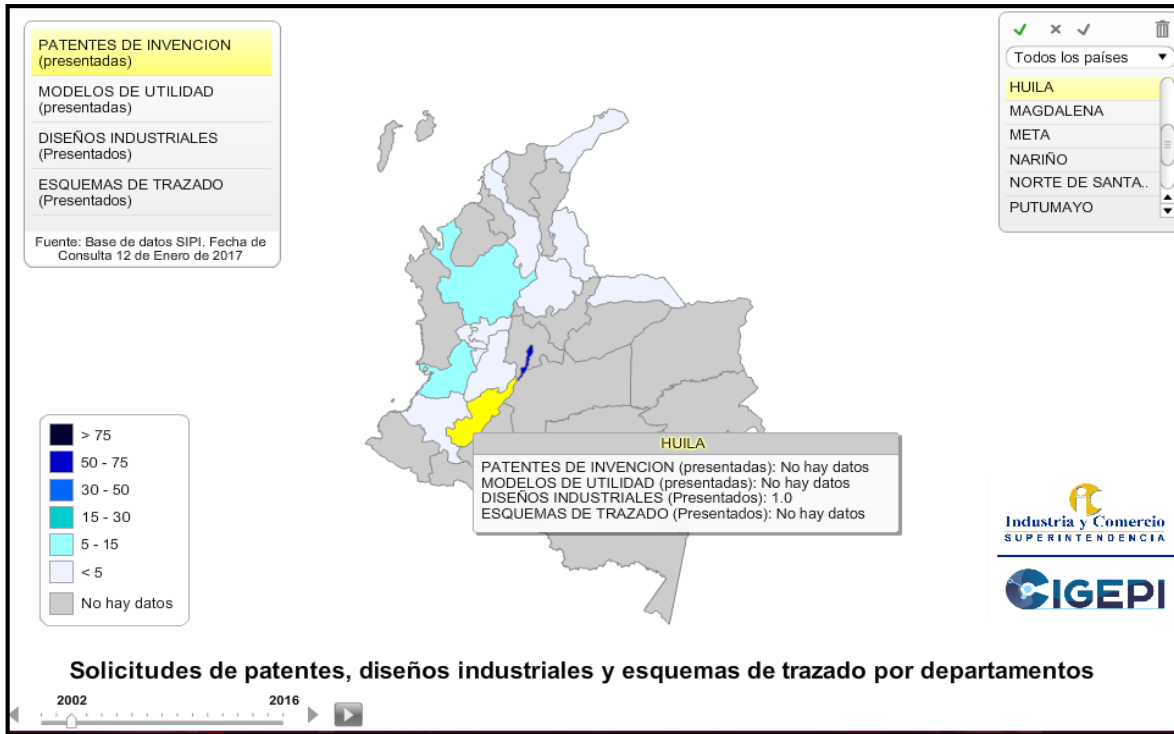 PATENTES DE INVENCION
(presentadas)
MODELOS DE UTILIDAD
(presentadas)
DISEÑOS INDUSTRIALES
(Presentados)
ESQUEMAS DE TRAZADO
(Presentados)
Fuente: Base de datos SIPI. Fecha de
Consulta 12 de Enero de 2017
Todos los países
HUILA
MAGDALENA
META
NARIÑO
NORTE DE SANTA..
PUTUMAYO
> 75
50 - 75
30 - 50
15 - 30
5 - 15
< 5
No hay datos
HUILA
PATENTES DE INVENCION (presentadas): No hay datos
MODELOS DE UTILIDAD (presentadas): No hay datos
DISEÑOS INDUSTRIALES (Presentados): 1.0
ESQUEMAS DE TRAZADO (Presentados): No hay datos
Industria y Comercio
SUPERINTENDENCIA
CIGEPI
Solicitudes de patentes, diseños industriales y esquemas de trazado por departamentos
2002
2016